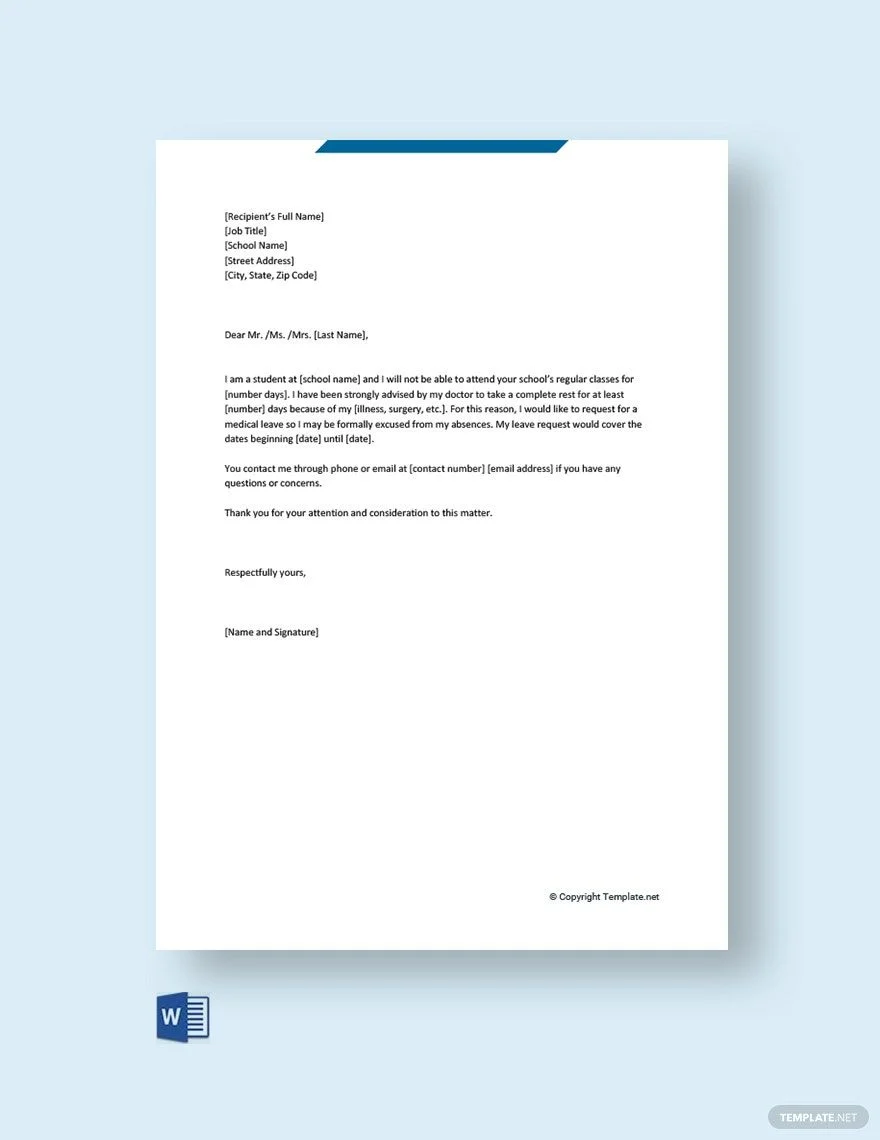 [Recipient's Full Name]
[Job Title]
[School Name]
[Street Address]
[City, State, Zip Code]
Dear Mr. /Ms. /Mrs. [Last Name],
I am a student at [school name] and I will not be able to attend your school's regular classes for
[number days]. I have been strongly advised by my doctor to take a complete rest for at least
[number] days because of my [illness, surgery, etc.]. For this reason, I would like to request for a
medical leave so I may be formally excused from my absences. My leave request would cover the
dates beginning [date] until [date].
You contact me through phone or email at [contact number] [email address] if you have any
questions or concerns.
Thank you for your attention and consideration to this matter.
Respectfully yours,
[Name and Signature]
© Copyright Template.net
W
TEMPLATE.NET